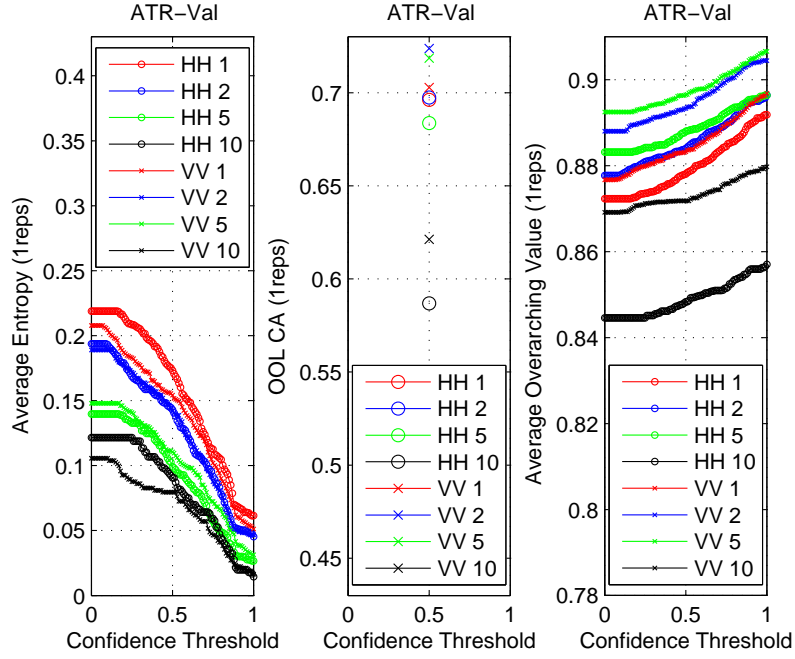 ATR−Val
Average Entropy (1reps)
0.4
0.35
0.3
0.25
0.2
0.15
0.1
0.05
0
HH 1
HH 2
HH 5
HH 10
VV 1
VV 2
VV 5
VV 10
0
0.5
1
Confidence Threshold
ATR−Val
OOL CA (1reps)
0.7
0.65
0.6
0.55
0.5
0.45
HH 1
HH 2
HH 5
HH 10
VV 1
VV 2
VV 5
VV 10
0
0.5
1
Confidence Threshold
ATR−Val
Average Overarching Value (1reps)
0.9
0.88
0.86
0.84
0.82
0.8
0.78
HH 1
HH 2
HH 5
HH 10
VV 1
VV 2
VV 5
VV 10
0
0.5
1
Confidence Threshold